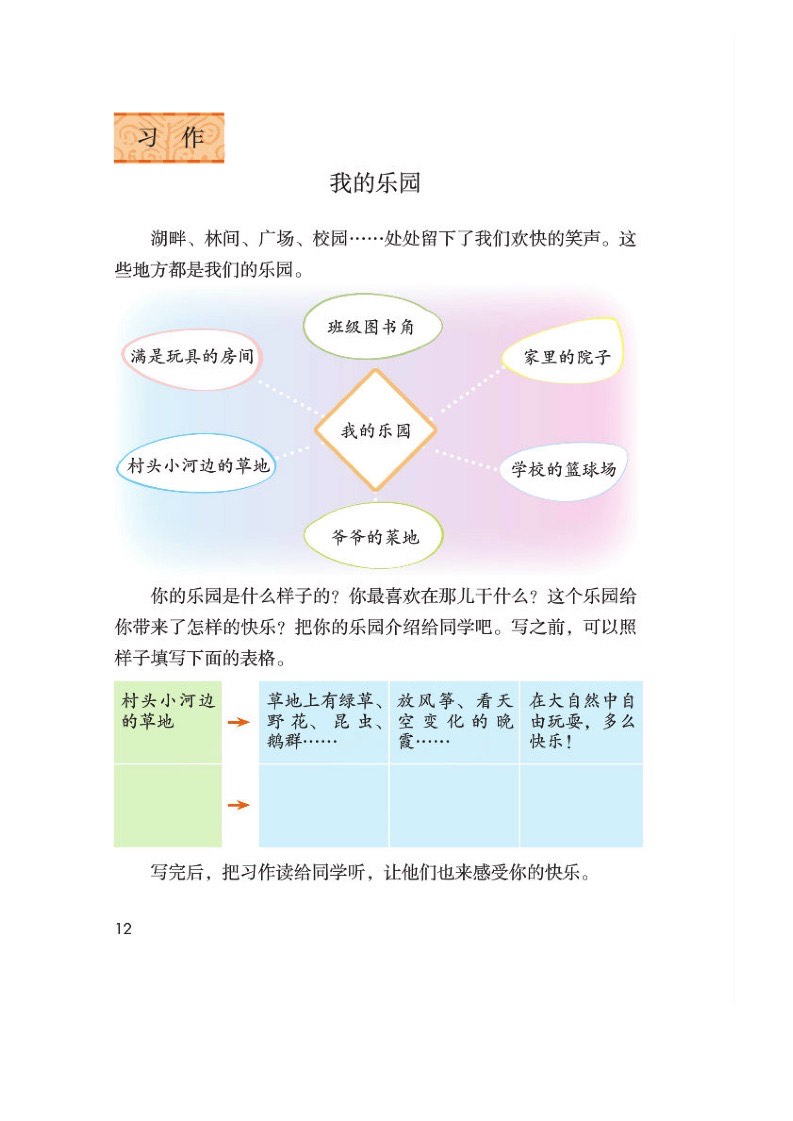 习 作
我的乐园
湖畔、林间、广场、校园……处处留下了我们欢快的笑声。这
些地方都是我们的乐园。
班级图书角
满是玩具的房间
家里的院子
我的乐园
村头小河边的草地
学校的篮球场
爷爷的菜地
你的乐园是什么样子的？你最喜欢在那儿干什么？这个乐园给
你带来了怎样的快乐？把你的乐园介绍给同学吧。写之前，可以照
样子填写下面的表格。
村头小河边
的草地
草地上有绿草、
野花、昆虫、
鹅群……
放风筝、看天
空变化的晚
霞……
在大自然中自
由玩耍，多么
快乐！
写完后，把习作读给同学听，让他们也来感受你的快乐。
12